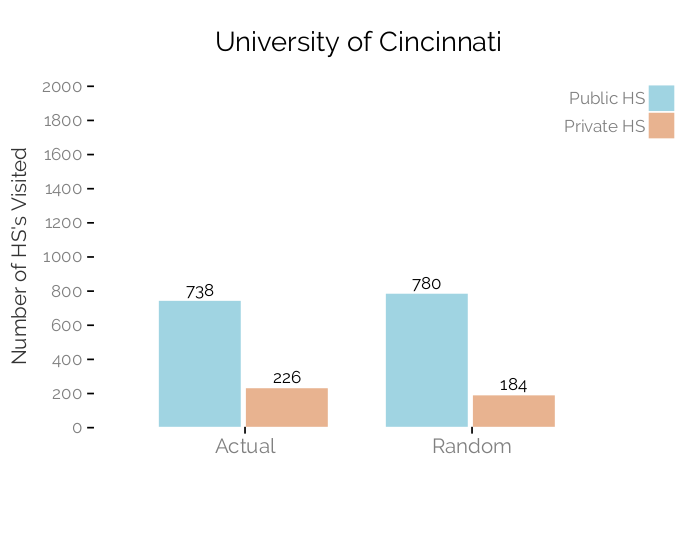 University of Cincinnati
Public HS
Private HS
Number of HS's Visited
2000
1800
1600
1400
1200
1000
800
600
400
200
0
738
226
780
184
Actual
Random